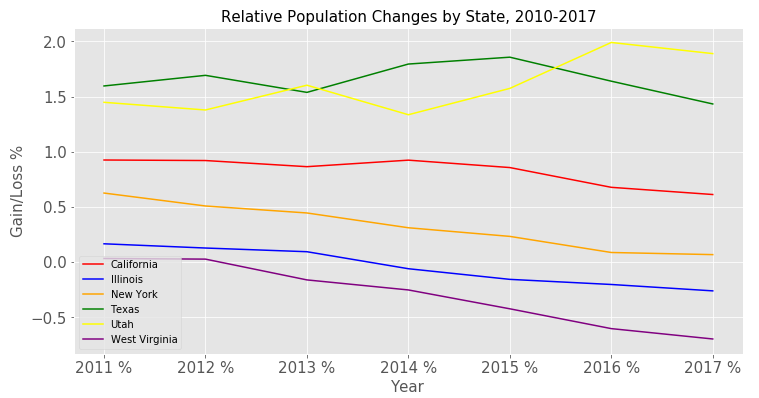 Relative Population Changes by State, 2010-2017
Gain/Loss %
2.0
1.5
1.0
0.5
0.0
−0.5
California
Illinois
New York
Texas
Utah
West Virginia
2011 % 2012 % 2013 % 2014 % 2015 % 2016 % 2017 %
Year